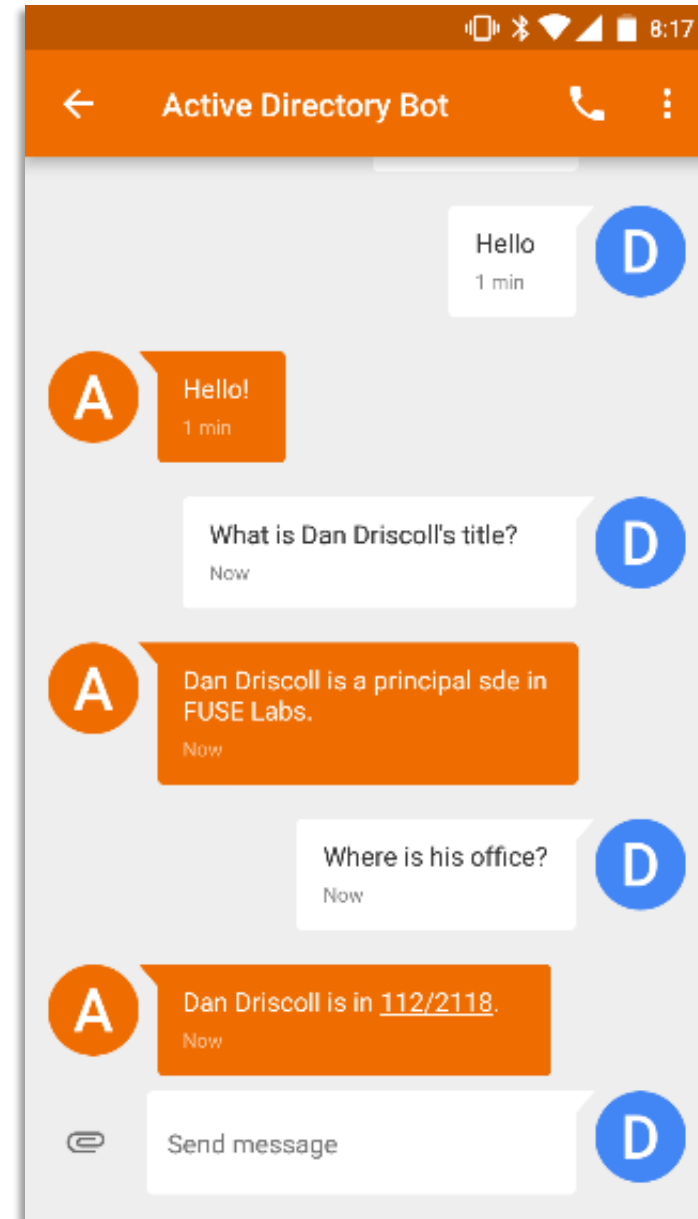 8:17
Active Directory Bot
Hello
1 min
D
A
Hello!
1 min
What is Dan Driscoll's title?
Now
D
A
Dan Driscoll is a principal sde in
FUSE Labs.
Now
Where is his office?
Now
D
A
Dan Driscoll is in 112/2118.
Now
Send message
D